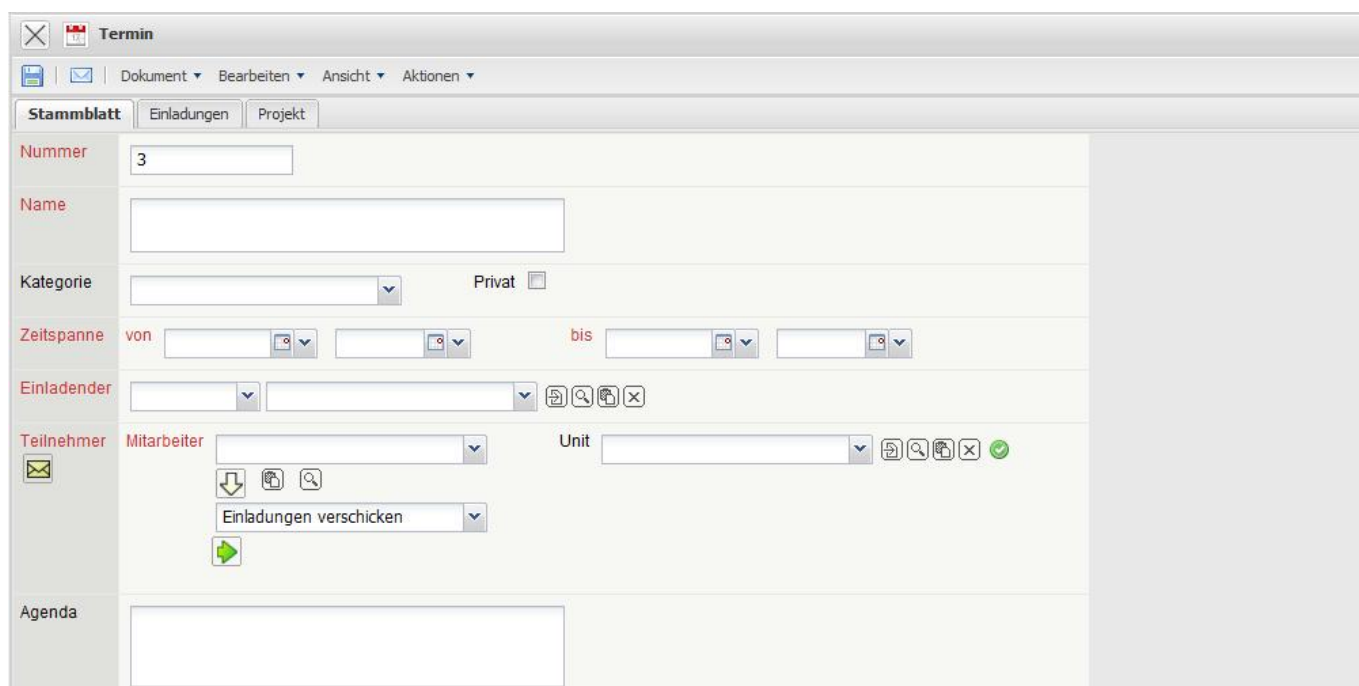 Termin
Dokument Bearbeiten Ansicht Aktionen
Stammblatt Einladungen Projekt
Nummer 3
Name
Kategorie Privat
Zeitspanne von bis
Einladender
Teilnehmer Mitarbeiter Unit
Einladungen verschicken
Agenda